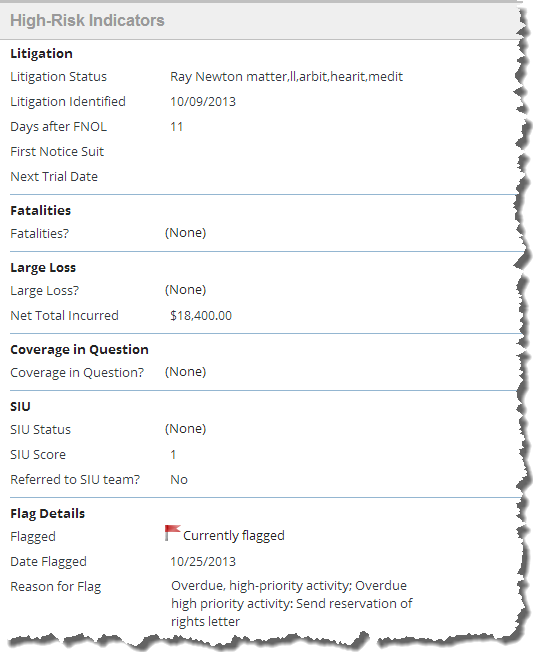 High-Risk Indicators
Litigation
Litigation Status Ray Newton matter,ll,arbit,hearit,medit
Litigation Identified 10/09/2013
Days after FNOL 11
First Notice Suit
Next Trial Date
Fatalities
Fatalities? (None)
Large Loss
Large Loss? (None)
Net Total Incurred $18,400.00
Coverage in Question
Coverage in Question? (None)
SIU
SIU Status (None)
SIU Score 1
Referred to SIU team? No
Flag Details
Flagged Currently flagged
Date Flagged 10/25/2013
Reason for Flag Overdue, high-priority activity; Overdue
high priority activity: Send reservation of
rights letter